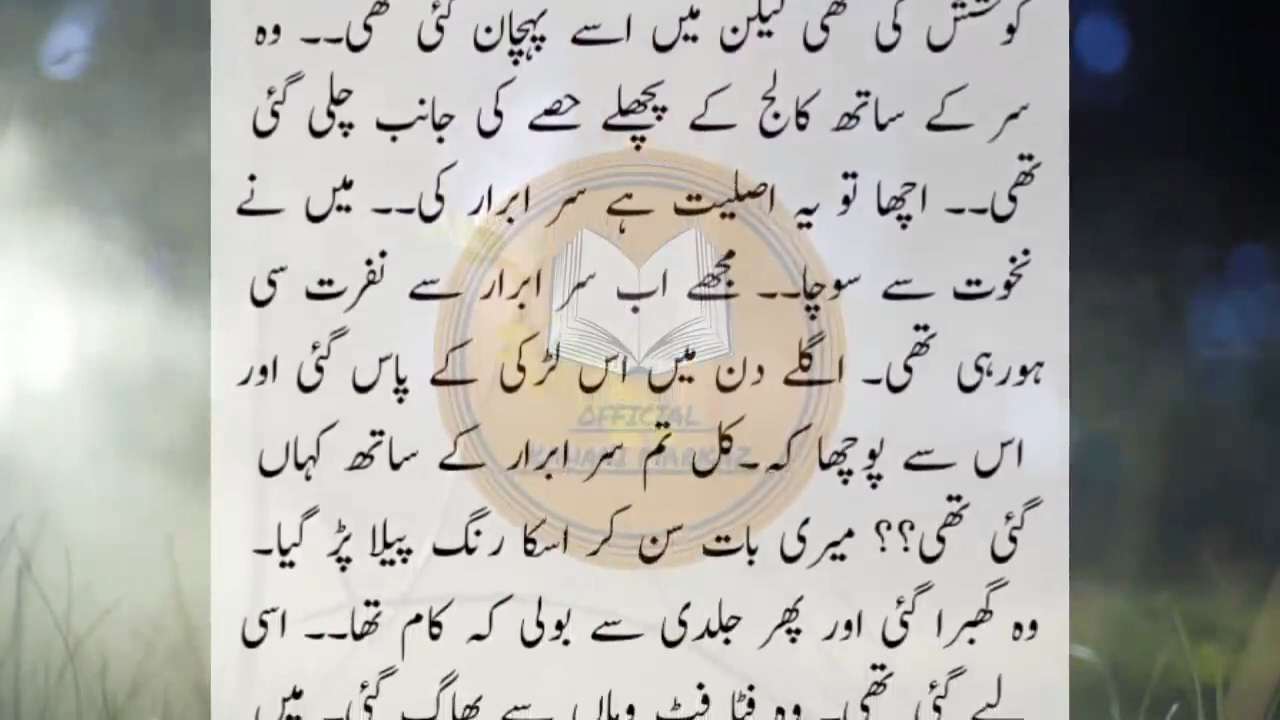 کوشش کی تھی لیکن میں اسے پہچان گئی تھی۔۔ وہ
سر کے ساتھ کالج کے پچھلے حصے کی جانب چلی گئی
تھی۔۔ اچھا تو یہ اصلیت ہے سر ابرار کی۔۔ میں نے
نخوت سے سوچا۔۔ مجھے اب سر ابرار سے نفرت سی
ہورہی تھی۔ اگلے دن میں اس لڑکی کے پاس گئی اور
اس سے پوچھا کہ۔کل تم سر ابرار کے ساتھ کہاں
گئی تھی؟؟ میری بات سن کر اسکا رنگ پیلا پڑ گیا۔
وہ گھبرا گئی اور پھر جلدی سے بولی کہ کام تھا۔۔ اسی
لیے گئی تھی۔ وہ فٹا فٹ وہاں سے بھاگ گئی۔ میں
OFFICIAL
KAHANI MARKAZ